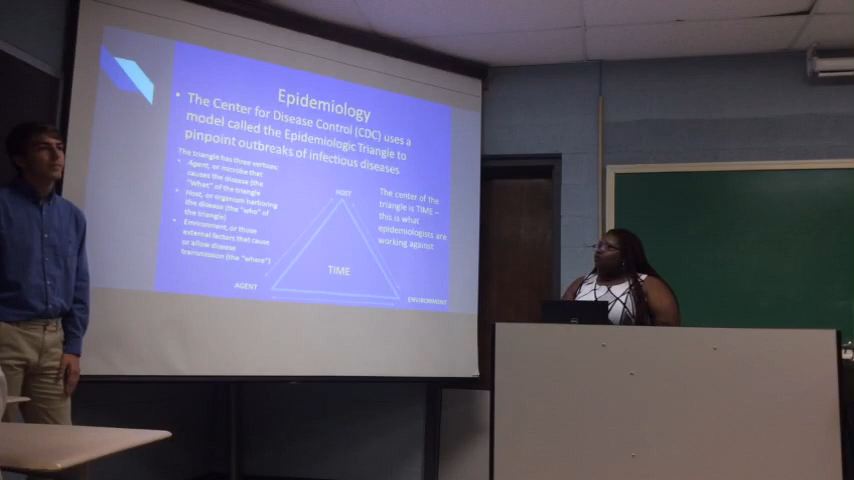 Epidemiology
• The Center for Disease Control (CDC) uses a
model called the Epidemiologic Triangle to
pinpoint outbreaks of infectious diseases
The triangle has three vertices:
• Agent, or microbe that
causes the disease (the
"What" of the triangle
• Host, or organism harboring
the disease (the "who" of
the triangle)
• Environment, or those
external factors that cause
or allow disease
transmission (the "where")
HOST
The center of the
triangle is TIME –
this is what
epidemiologists are
working against
TIME
AGENT
ENVIRONMENT